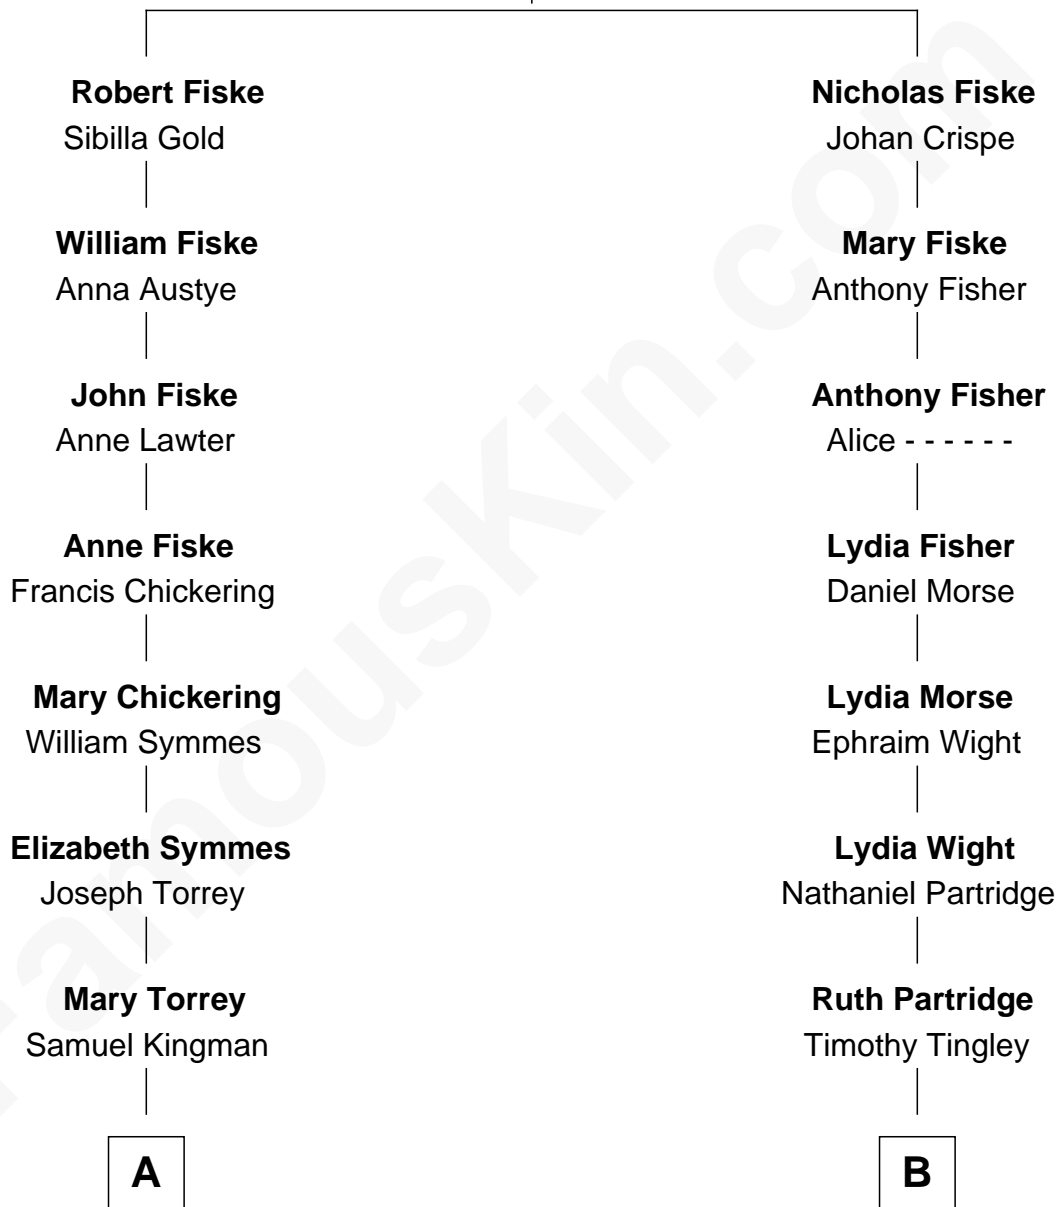 Robert Fiske
Sibilla Gold
William Fiske
Anna Austye
John Fiske
Anne Lawter
Anne Fiske
Francis Chickering
Mary Chickering
William Symmes
Elizabeth Symmes
Joseph Torrey
Mary Torrey
Samuel Kingman
A
Nicholas Fiske
Johan Crispe
Mary Fiske
Anthony Fisher
Anthony Fisher
Alice - - - - - -
Lydia Fisher
Daniel Morse
Lydia Morse
Ephraim Wight
Lydia Wight
Nathaniel Partridge
Ruth Partridge
Timothy Tingley
B
FamousKin.com